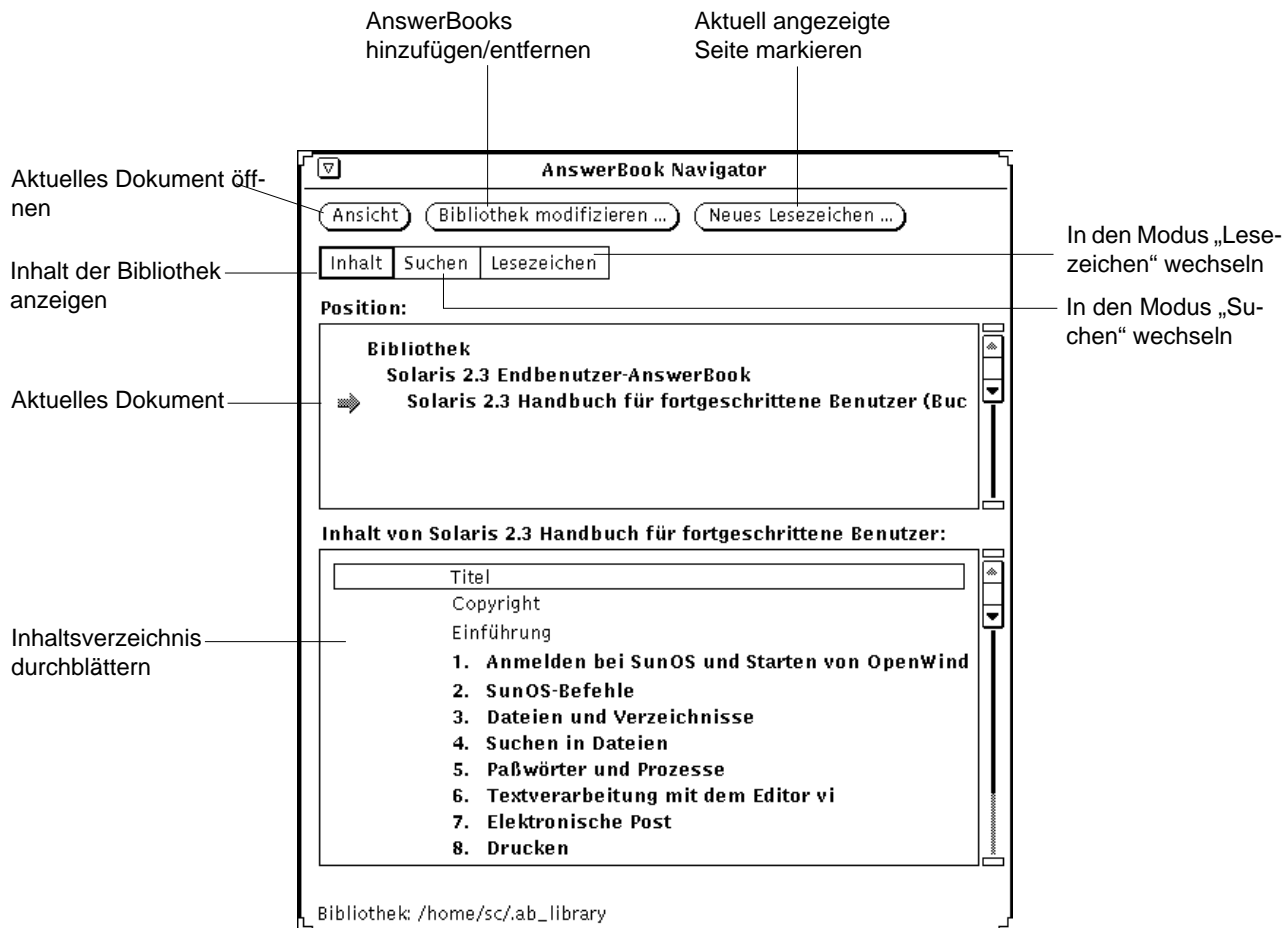 AnswerBooks
hinzufügen/entfernen
Aktuell angezeigte
Seite markieren
AnswerBook Navigator
Aktuelles Dokument öff-
nen
Ansicht
Bibliothek modifizieren ...
Neues Lesezeichen ...
In den Modus „Lese-
zeichen“ wechseln
Inhalt
Suchen
Lesezeichen
Inhalt der Bibliothek
anzeigen
In den Modus „Su-
chen“ wechseln
Position:
Bibliothek
Solaris 2.3 Endbenutzer-AnswerBook
Aktuelles Dokument
Solaris 2.3 Handbuch für fortgeschrittene Benutzer (Buc
Inhalt von Solaris 2.3 Handbuch für fortgeschrittene Benutzer:
Titel
Copyright
Einführung
Inhaltsverzeichnis
durchblättern
1. Anmelden bei SunOS und Starten von OpenWind
2. SunOS-Befehle
3. Dateien und Verzeichnisse
4. Suchen in Dateien
5. Paßwörter und Prozesse
6. Textverarbeitung mit dem Editor vi
7. Elektronische Post
8. Drucken
Bibliothek: /home/sc/.ab_library